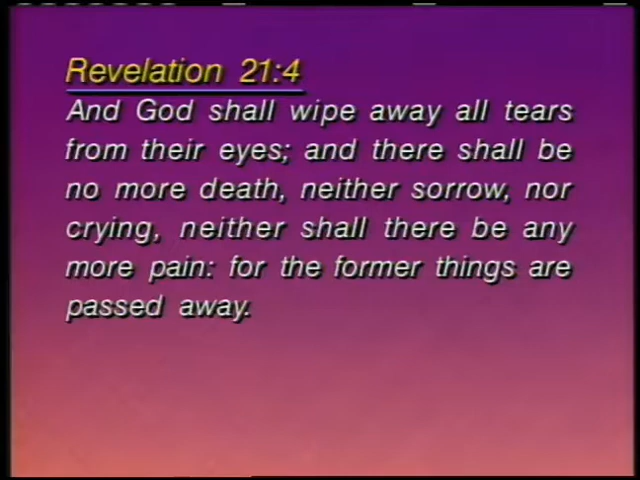 Revelation 21:4
And God shall wipe away all tears
from their eyes; and there shall be
no more death, neither sorrow, nor
crying, neither shall there be any
more pain: for the former things are
passed away.